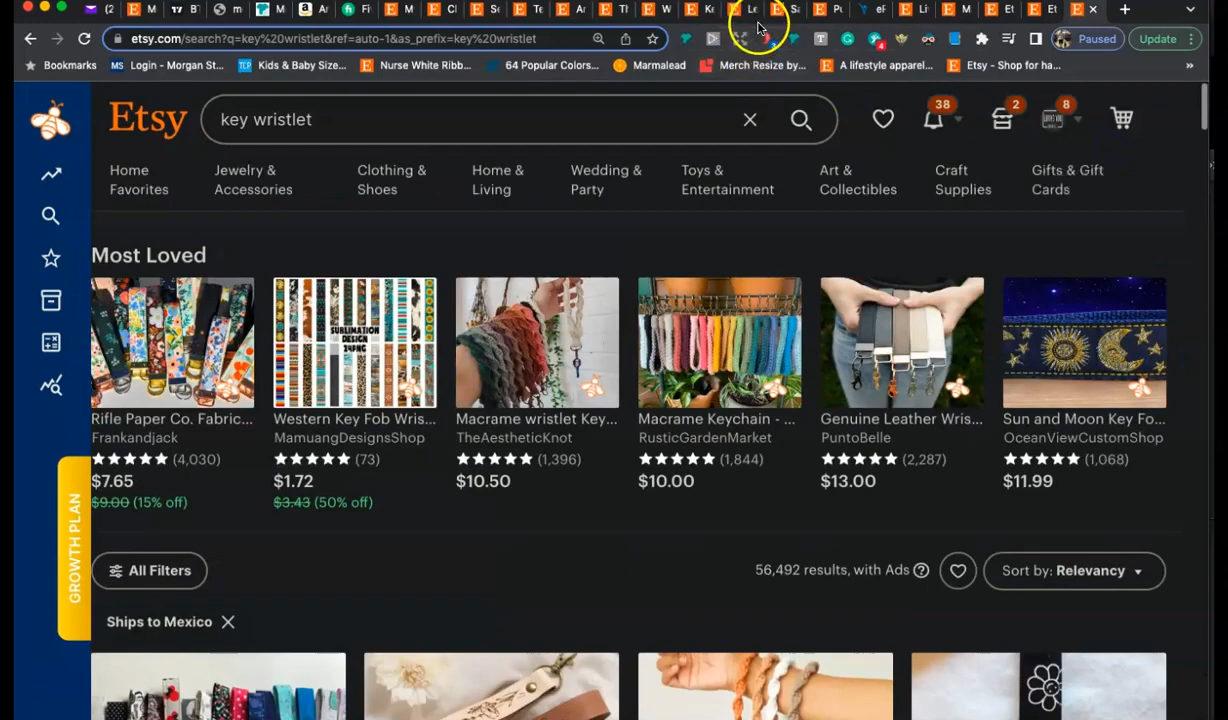 etsy.com/search?q=key%20wristlet&ref=auto-1&as_prefix=key%20wristlet
Paused
Update
Bookmarks
MS Login - Morgan St...
TCP Kids & Baby Size...
Nurse White Ribb...
64 Popular Colors...
Marmalead
Merch Resize by...
A lifestyle apparel...
Etsy - Shop for ha...
»
Etsy
key wristlet
38
2
8
Home Favorites
Jewelry & Accessories
Clothing & Shoes
Home & Living
Wedding & Party
Toys & Entertainment
Art & Collectibles
Craft Supplies
Gifts & Gift Cards
Most Loved
SUBLIMATION
DESIGN
24PNG
Rifle Paper Co. Fabric...
Frankandjack
(4,030)
$7.65
$9.00 (15% off)
Western Key Fob Wris...
MamuangDesignsShop
(73)
$1.72
$3.43 (50% off)
Macrame wristlet Key...
TheAestheticKnot
(1,396)
$10.50
Macrame Keychain - ...
RusticGardenMarket
(1,844)
$10.00
Genuine Leather Wris...
PuntoBelle
(2,287)
$13.00
Sun and Moon Key Fo...
OceanViewCustomShop
(1,068)
$11.99
GROWTH PLAN
All Filters
56,492 results, with Ads
Sort by: Relevancy
Ships to Mexico